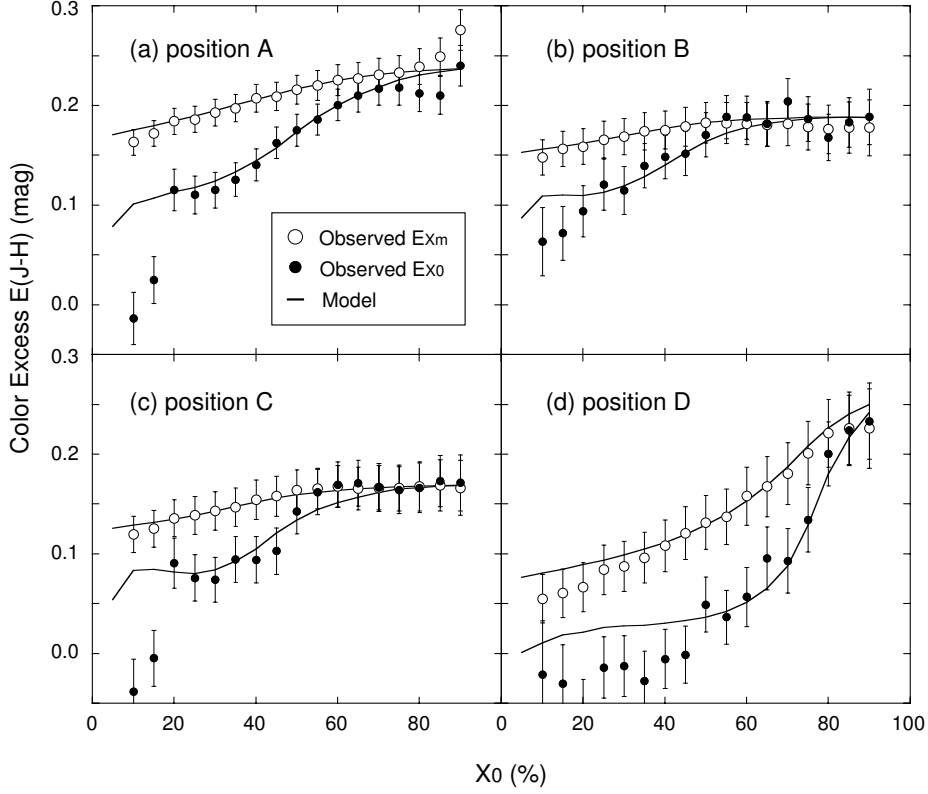 0.3
(a) position A
(b) position B
0.2
0.1
Observed EXm
Observed EX0
Model
0.0
Color Excess E(J-H) (mag)
0.3
(c) position C
(d) position D
0.2
0.1
0.0
0 20 40 60 80 0 20 40 60 80 100
X0 (%)